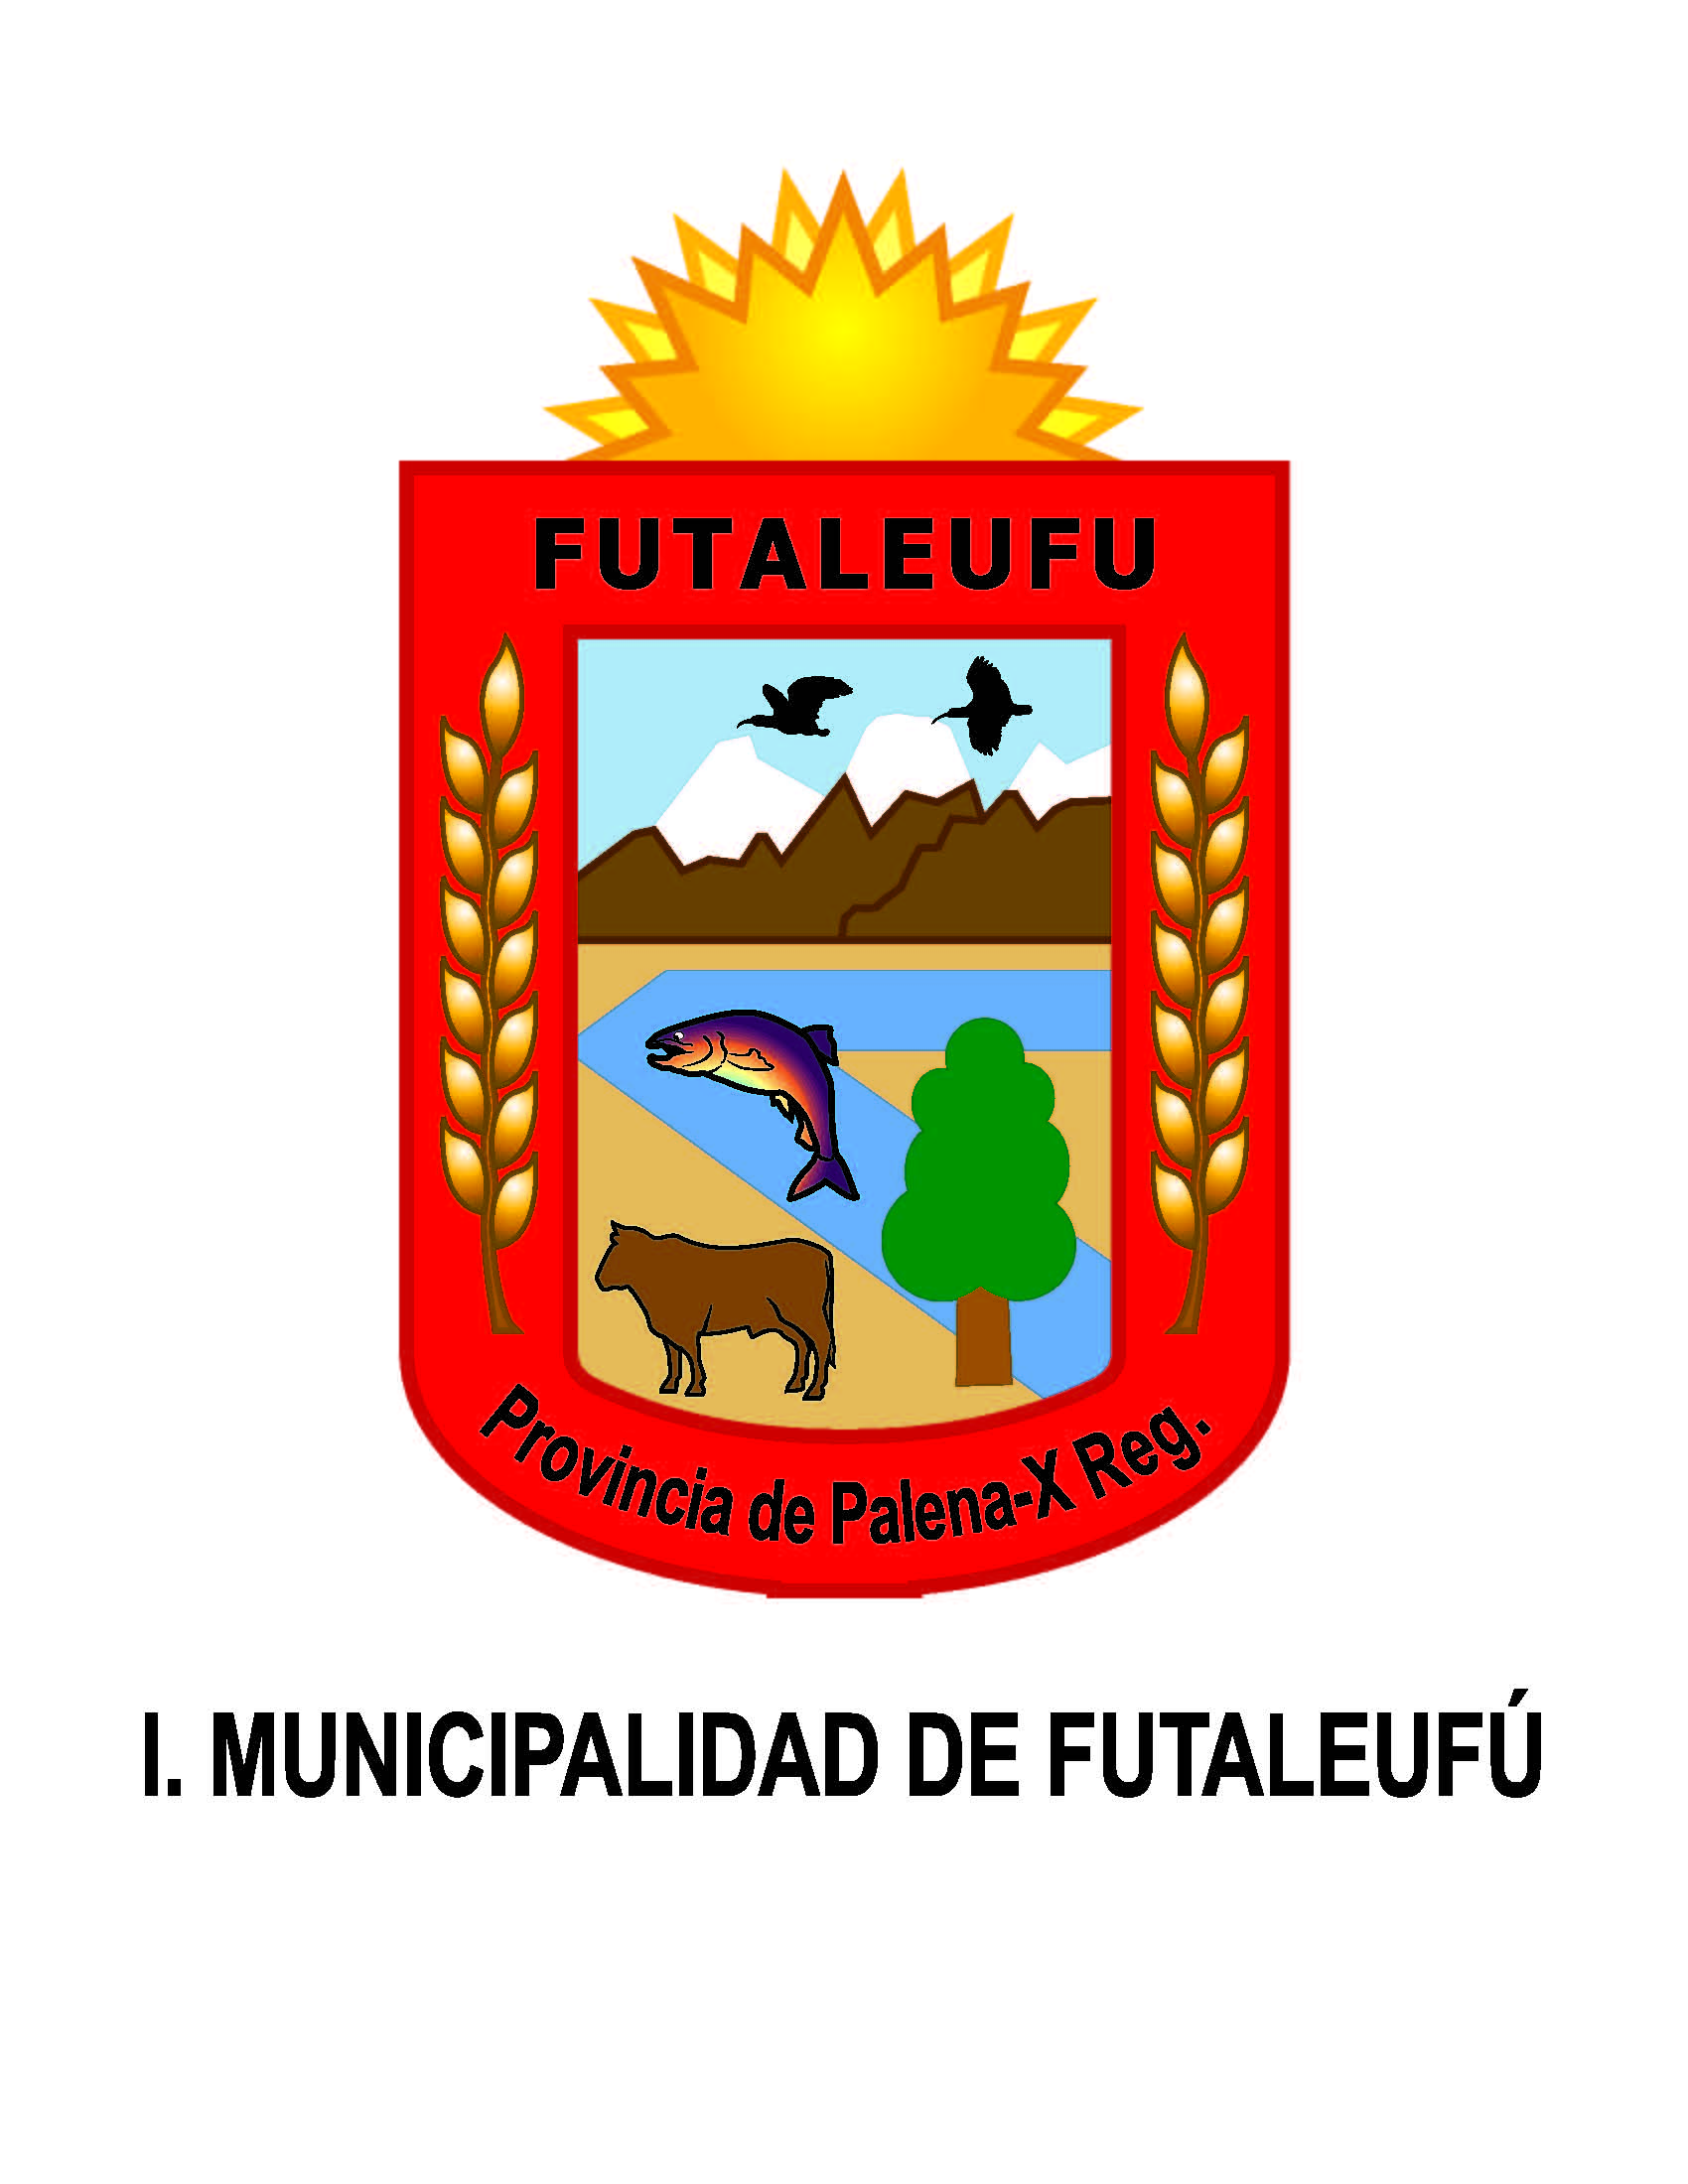 FUTALEUFU
Provincia de Palena-X Reg.
I. MUNICIPALIDAD DE FUTALEUFÚ